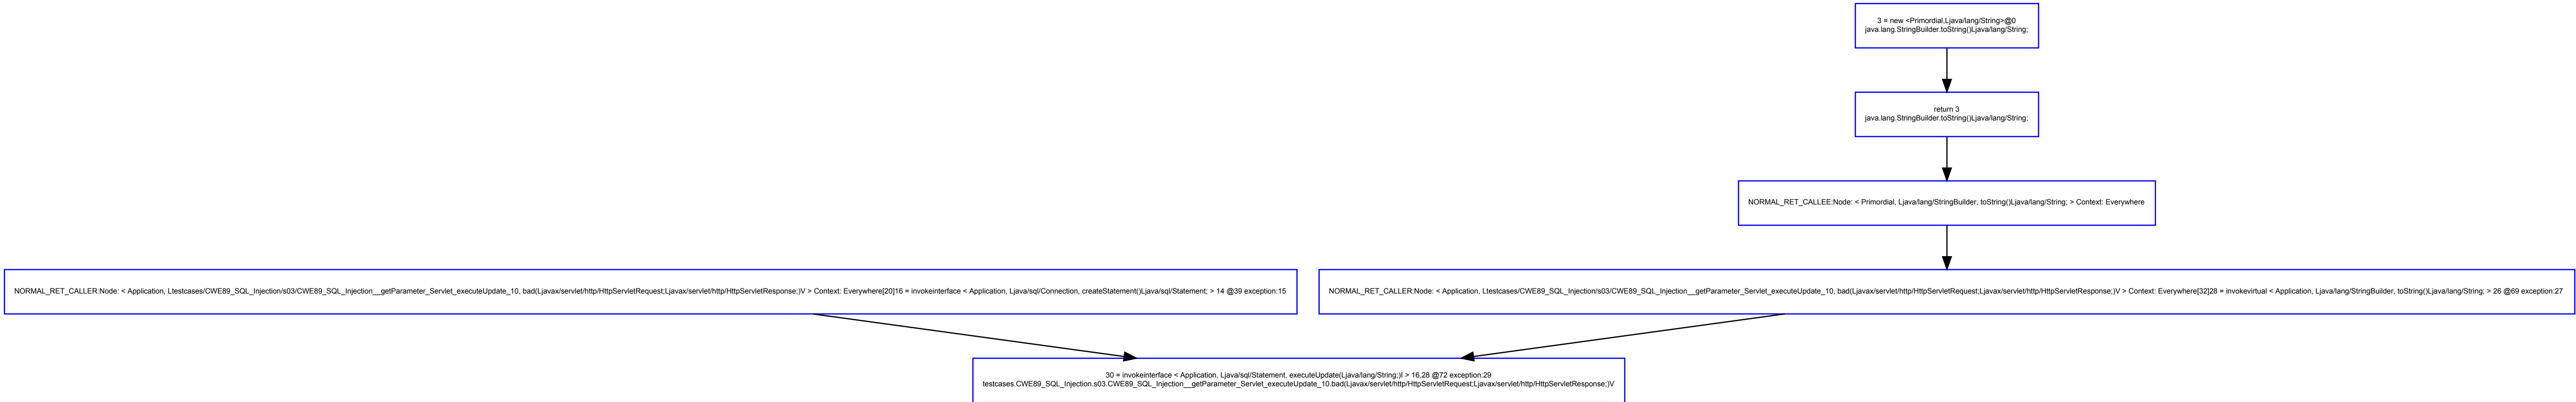 3 = new <Primordial,Ljava/lang/String>@0
java.lang.StringBuilder.toString()Ljava/lang/String;
return 3
java.lang.StringBuilder.toString()Ljava/lang/String;
NORMAL_RET_CALLEE:Node: < Primordial, Ljava/lang/StringBuilder, toString()Ljava/lang/String; > Context: Everywhere
NORMAL_RET_CALLER:Node: < Application, Ltestcases/CWE89_SQL_Injection/s03/CWE89_SQL_Injection__getParameter_Servlet_executeUpdate_10, bad(Ljavax/servlet/http/HttpServletRequest;Ljavax/servlet/http/HttpServletResponse;)V > Context: Everywhere[20]16 = invokeinterface < Application, Ljava/sql/Connection, createStatement()Ljava/sql/Statement; > 14 @39 exception:15
NORMAL_RET_CALLER:Node: < Application, Ltestcases/CWE89_SQL_Injection/s03/CWE89_SQL_Injection__getParameter_Servlet_executeUpdate_10, bad(Ljavax/servlet/http/HttpServletRequest;Ljavax/servlet/http/HttpServletResponse;)V > Context: Everywhere[32]28 = invokevirtual < Application, Ljava/lang/StringBuilder, toString()Ljava/lang/String; > 26 @69 exception:27
30 = invokeinterface < Application, Ljava/sql/Statement, executeUpdate(Ljava/lang/String;)I > 16,28 @72 exception:29
testcases.CWE89_SQL_Injection.s03.CWE89_SQL_Injection__getParameter_Servlet_executeUpdate_10.bad(Ljavax/servlet/http/HttpServletRequest;Ljavax/servlet/http/HttpServletResponse;)V